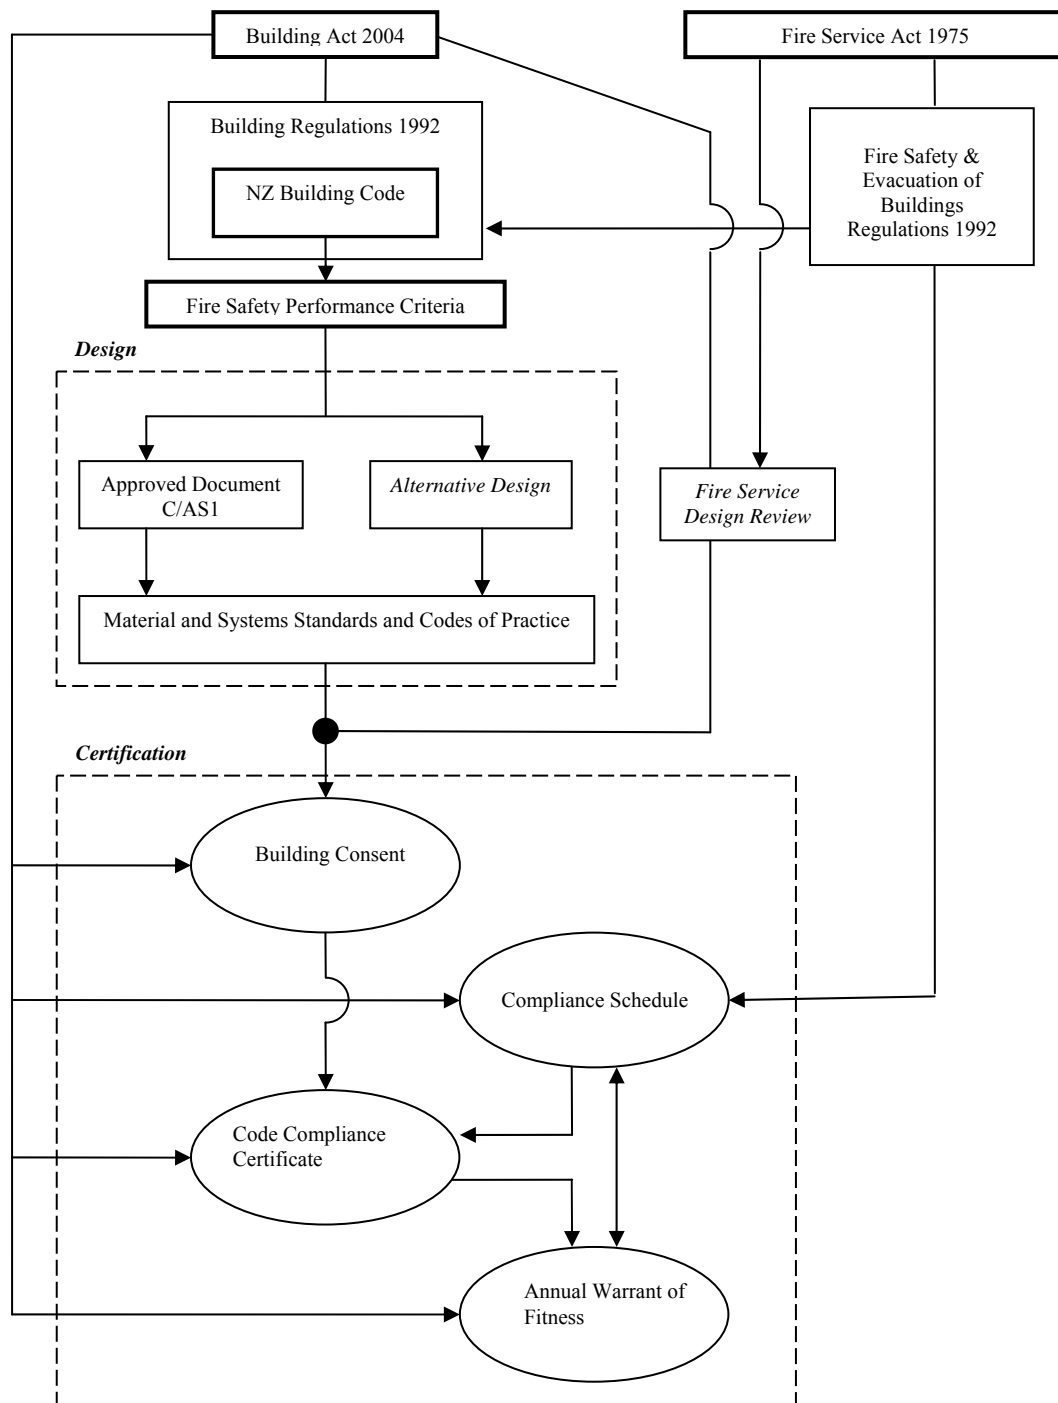 Building Act 2004
Fire Service Act 1975
Building Regulations 1992
NZ Building Code
Fire Safety &
Evacuation of
Buildings
Regulations 1992
Fire Safety Performance Criteria
Design
Approved Document
C/AS1
Alternative Design
Fire Service
Design Review
Material and Systems Standards and Codes of Practice
Certification
Building Consent
Compliance Schedule
Code Compliance
Certificate
Annual Warrant of
Fitness